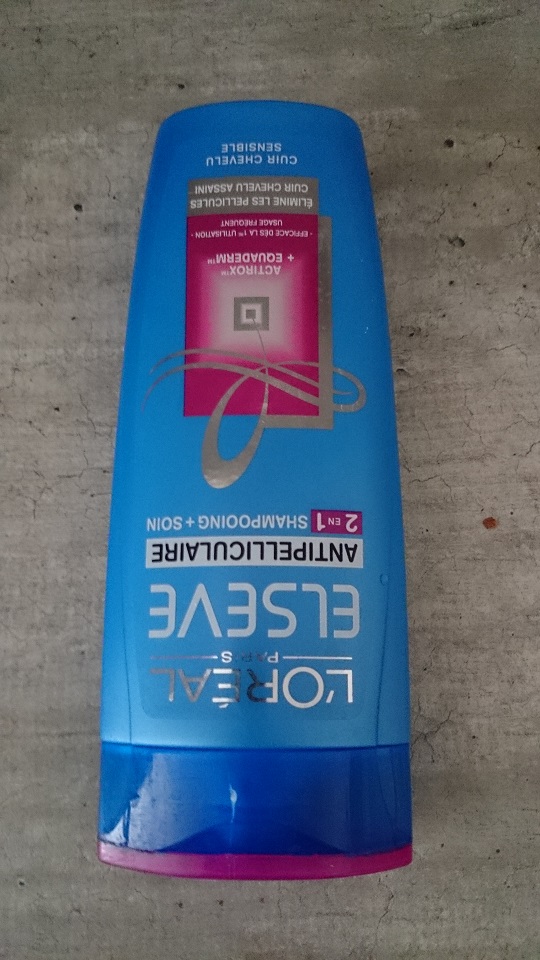 L'ORÉAL
PARIS
ELSEVE
ANTIPELLICULAIRE
2 EN 1 SHAMPOOING + SOIN
ACTIROX™
+ EQUADERM™
• EFFICACE DÈS LA 1ʳᵉ UTILISATION •
USAGE FRÉQUENT
ÉLIMINE LES PELLICULES
CUIR CHEVELU ASSAINI
CUIR CHEVELU
SENSIBLE